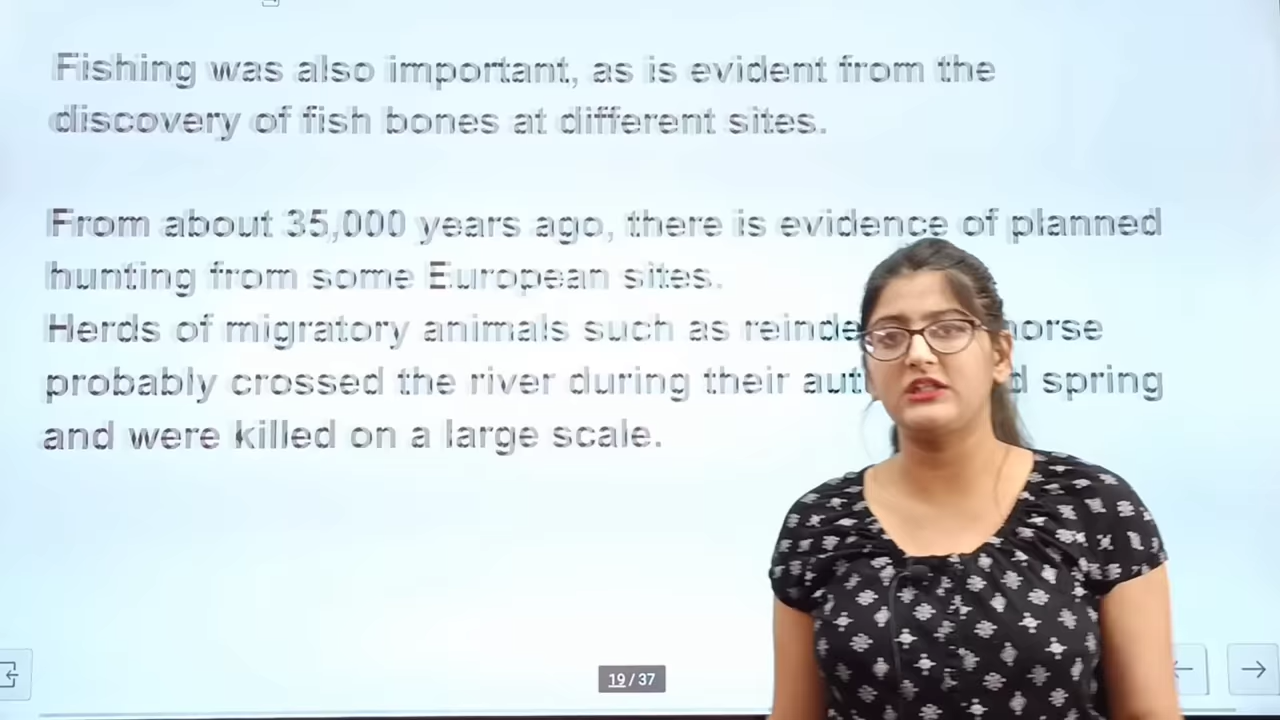 Fishing was also important, as is evident from the
discovery of fish bones at different sites.
From about 35,000 years ago, there is evidence of planned
hunting from some European sites.
Herds of migratory animals such as horse
probably crossed the river during their spring
and were killed on a large scale.
19 / 37